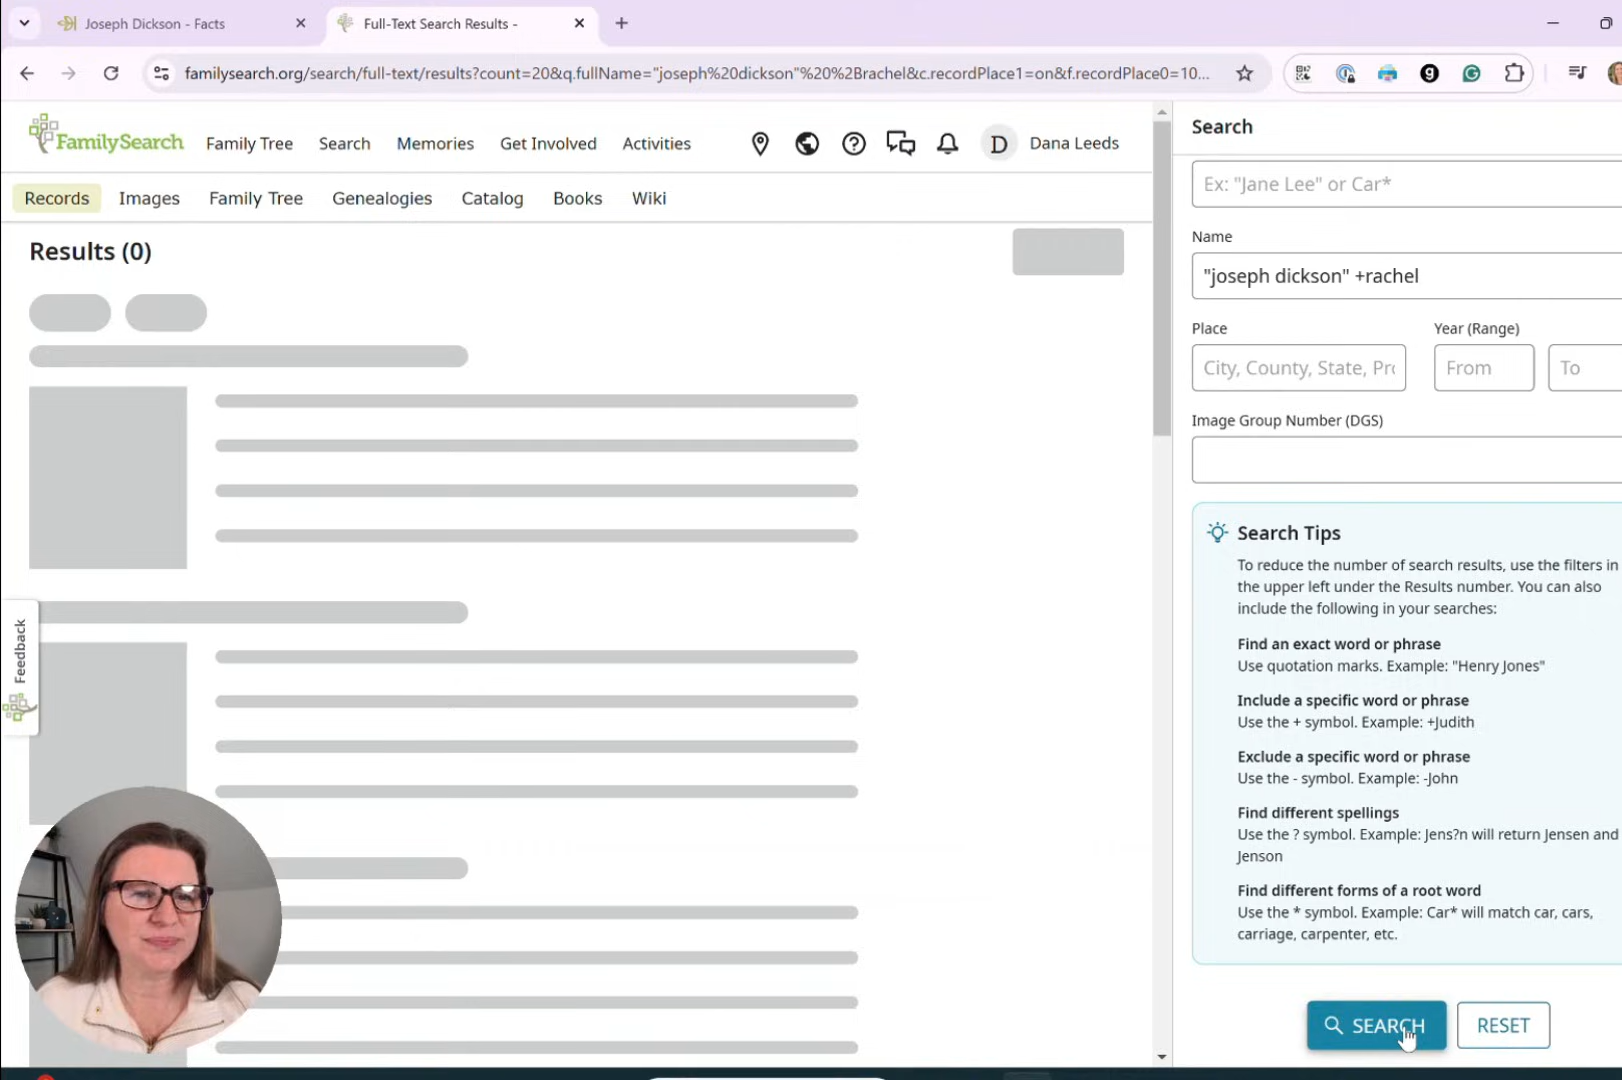 Joseph Dickson - Facts
Full-Text Search Results -
familysearch.org/search/full-text/results?count=20&q.fullName="joseph%20dickson"%20%2Brachel&c.recordPlace1=on&f.recordPlace0=10...
FamilySearch
Family Tree
Search
Memories
Get Involved
Activities
D
Dana Leeds
Records
Images
Family Tree
Genealogies
Catalog
Books
Wiki
Results (0)
Feedback
Search
Ex: "Jane Lee" or Car*
Name
"joseph dickson" +rachel
Place
Year (Range)
City, County, State, Pro
From
To
Image Group Number (DGS)
Search Tips
To reduce the number of search results, use the filters in
the upper left under the Results number. You can also
include the following in your searches:
Find an exact word or phrase
Use quotation marks. Example: "Henry Jones"
Include a specific word or phrase
Use the + symbol. Example: +Judith
Exclude a specific word or phrase
Use the - symbol. Example: -John
Find different spellings
Use the ? symbol. Example: Jens?n will return Jensen and
Jenson
Find different forms of a root word
Use the * symbol. Example: Car* will match car, cars,
carriage, carpenter, etc.
SEARCH
RESET